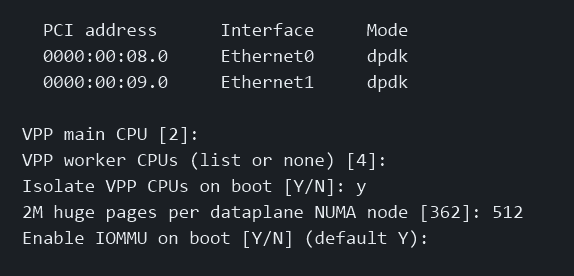 PCI address Interface Mode
0000:00:08.0 Ethernet0 dpdk
0000:00:09.0 Ethernet1 dpdk
VPP main CPU [2]:
VPP worker CPUs (list or none) [4]:
Isolate VPP CPUs on boot [Y/N]: y
2M huge pages per dataplane NUMA node [362]: 512
Enable IOMMU on boot [Y/N] (default Y):